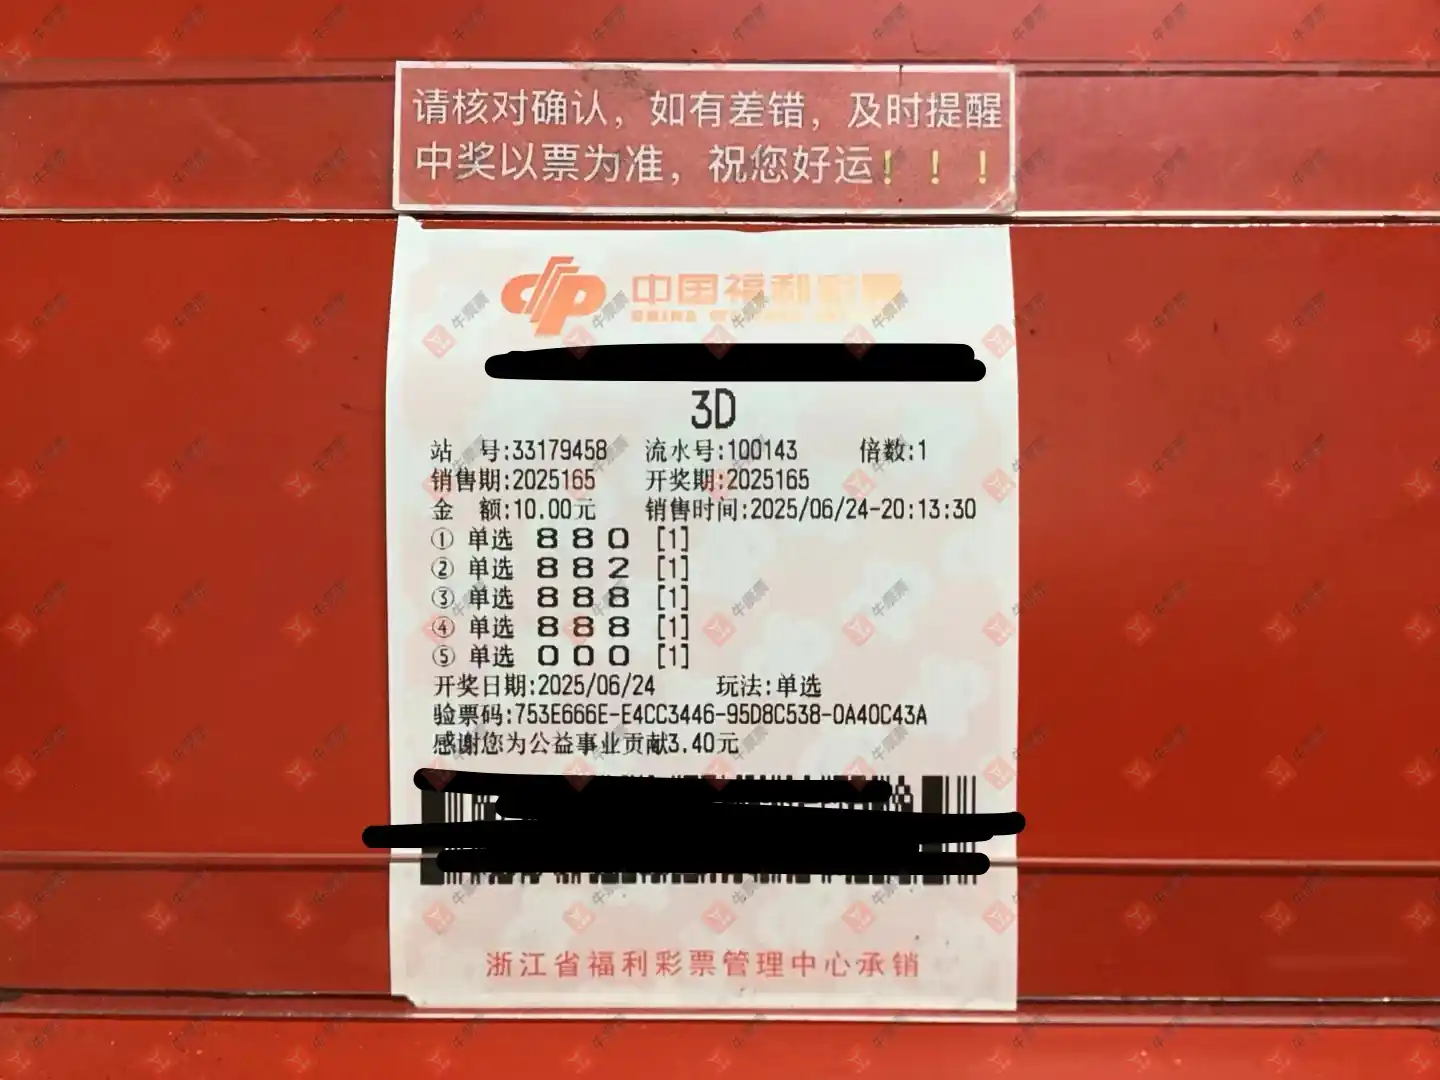 请核对确认，如有差错，及时提醒
中奖以票为准，祝您好运！！！
中国福利彩票
3D
站 号:33179458 流水号:100143 倍数:1
销售期:2025165 开奖期:2025165
金 额:10.00元 销售时间:2025/06/24-20:13:30
① 单选 8 8 0 [1]
② 单选 8 8 2 [1]
③ 单选 8 8 8 [1]
④ 单选 8 8 8 [1]
⑤ 单选 0 0 0 [1]
开奖日期:2025/06/24 玩法:单选
验票码:753E666E-E4CC3446-95D8C538-0A40C43A
感谢您为公益事业贡献3.40元
浙江省福利彩票管理中心承销
牛票票